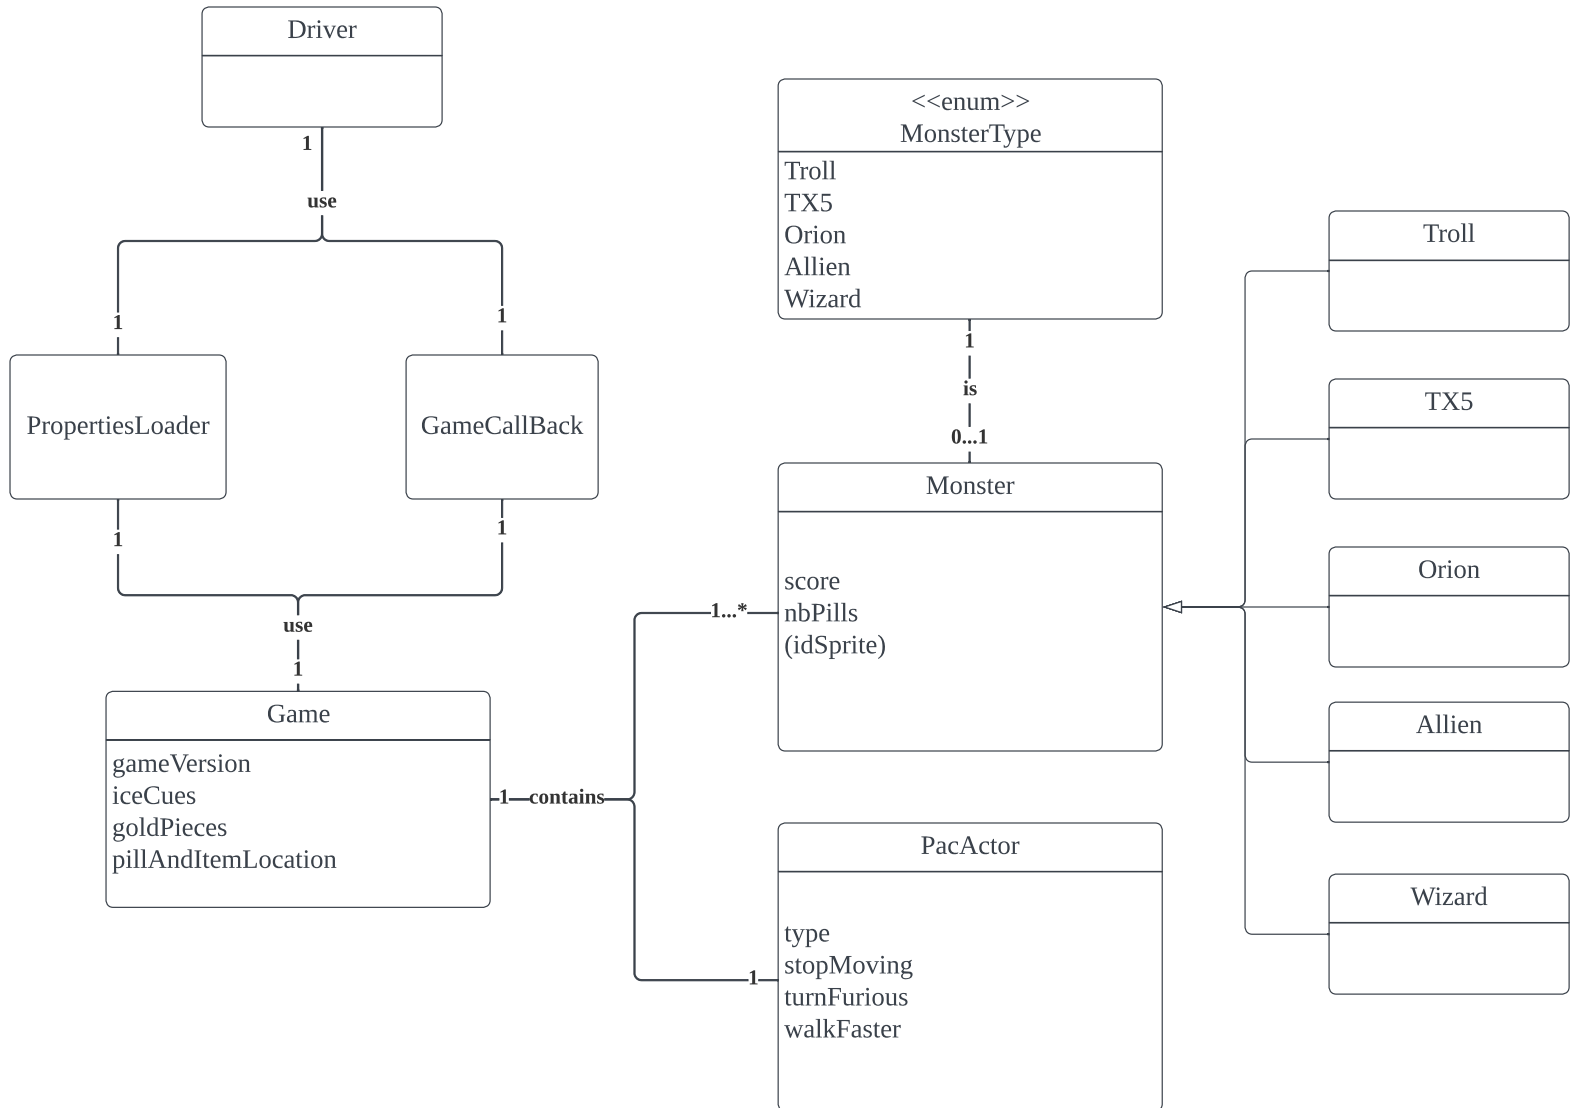 Driver
1
use
1
1
PropertiesLoader
GameCallBack
1
1
use
1
Game
gameVersion
iceCues
goldPieces
pillAndItemLocation
1
contains
1...*
1
<<enum>>
MonsterType
Troll
TX5
Orion
Allien
Wizard
1
is
0...1
Monster
score
nbPills
(idSprite)
PacActor
type
stopMoving
turnFurious
walkFaster
Troll
TX5
Orion
Allien
Wizard